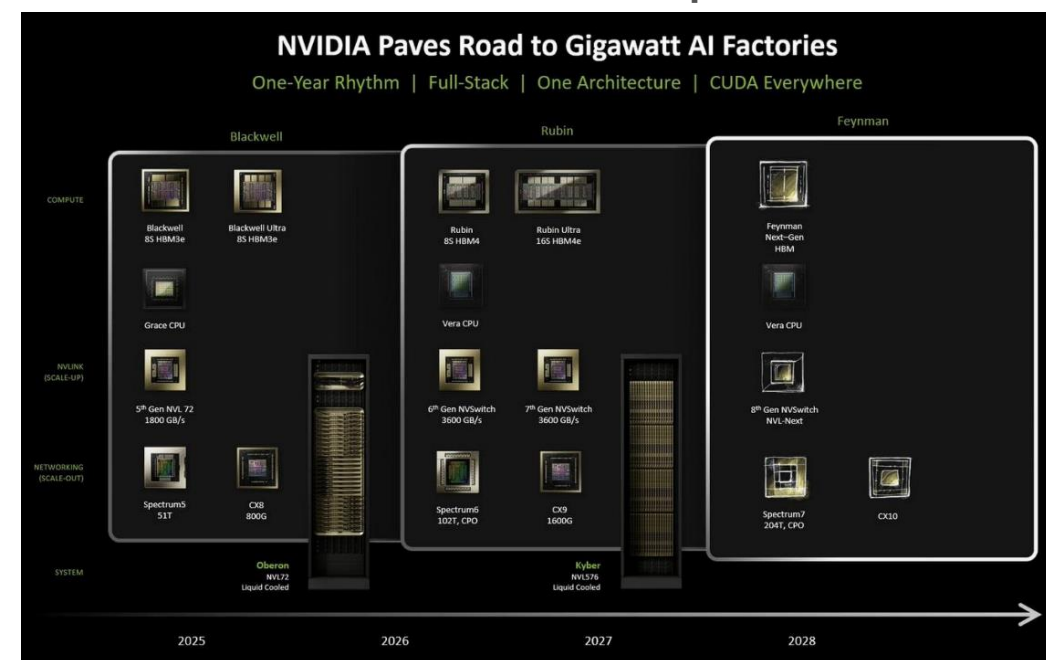 NVIDIA Paves Road to Gigawatt AI Factories
One-Year Rhythm | Full-Stack | One Architecture | CUDA Everywhere
Blackwell
Rubin
Feynman
COMPUTE
Blackwell
8S HBM3e
Blackwell Ultra
8S HBM3e
Rubin
8S HBM4
Rubin Ultra
16S HBM4e
Feynman
Next-Gen
HBM
Grace CPU
Vera CPU
Vera CPU
NVLINK
(SCALE-UP)
5th Gen NVL 72
1800 GB/s
6th Gen NVSwitch
3600 GB/s
7th Gen NVSwitch
3600 GB/s
8th Gen NVSwitch
NVL-Next
NETWORKING
(SCALE-OUT)
Spectrum5
51T
CX8
800G
Spectrum6
102T, CPO
CX9
1600G
Spectrum7
204T, CPO
CX10
SYSTEM
Oberon
NVL72
Liquid Cooled
Kyber
NVL576
Liquid Cooled
2025
2026
2027
2028